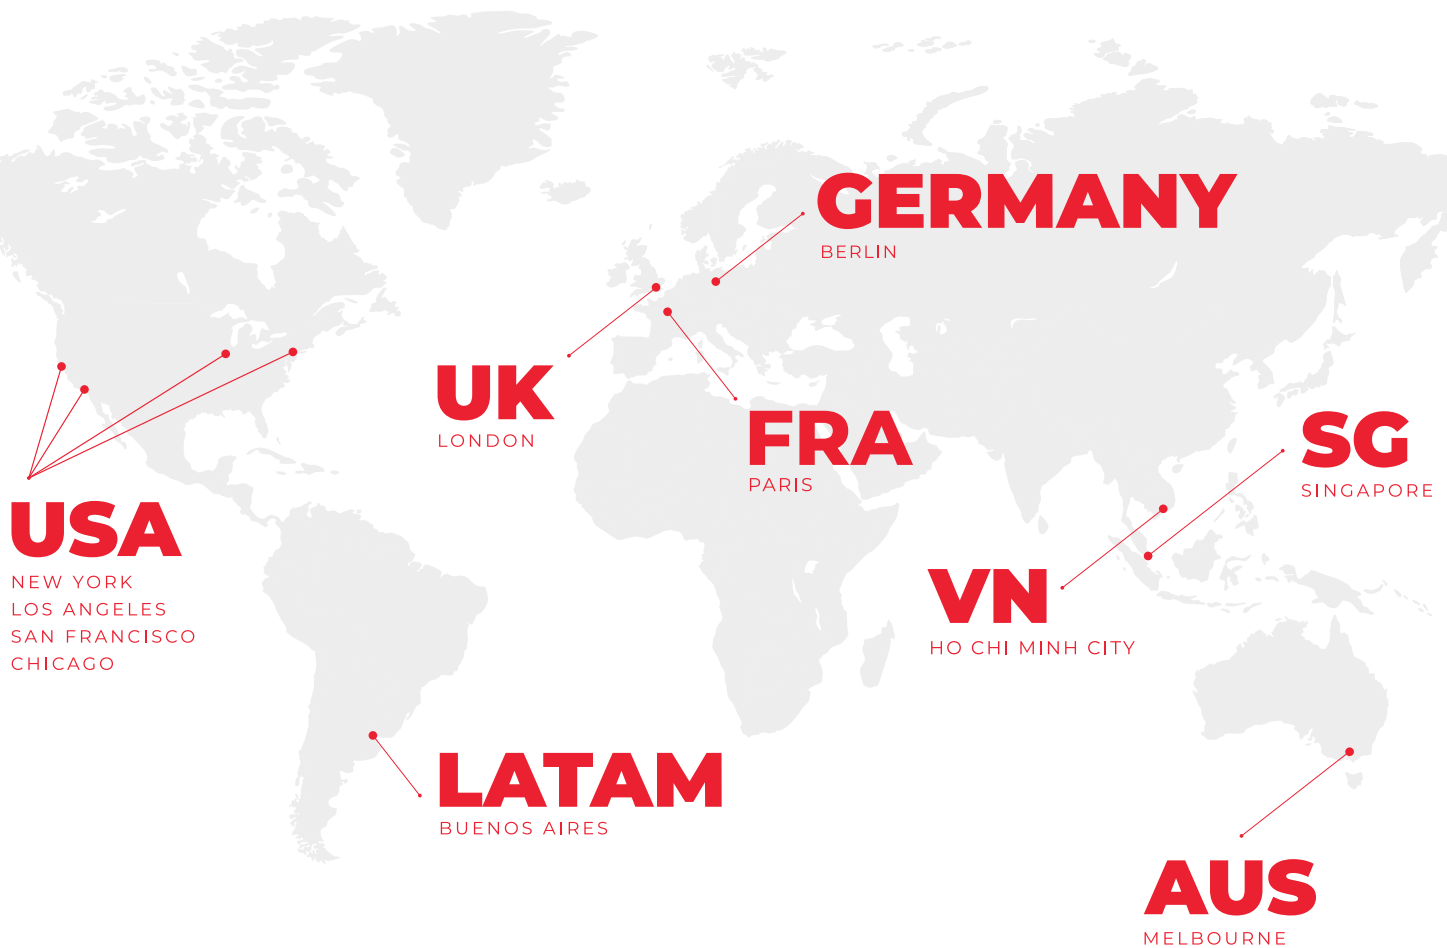 GERMANY
BERLIN
UK
LONDON
FRA
PARIS
SG
SINGAPORE
USA
NEW YORK
LOS ANGELES
SAN FRANCISCO
CHICAGO
VN
HO CHI MINH CITY
LATAM
BUENOS AIRES
AUS
MELBOURNE